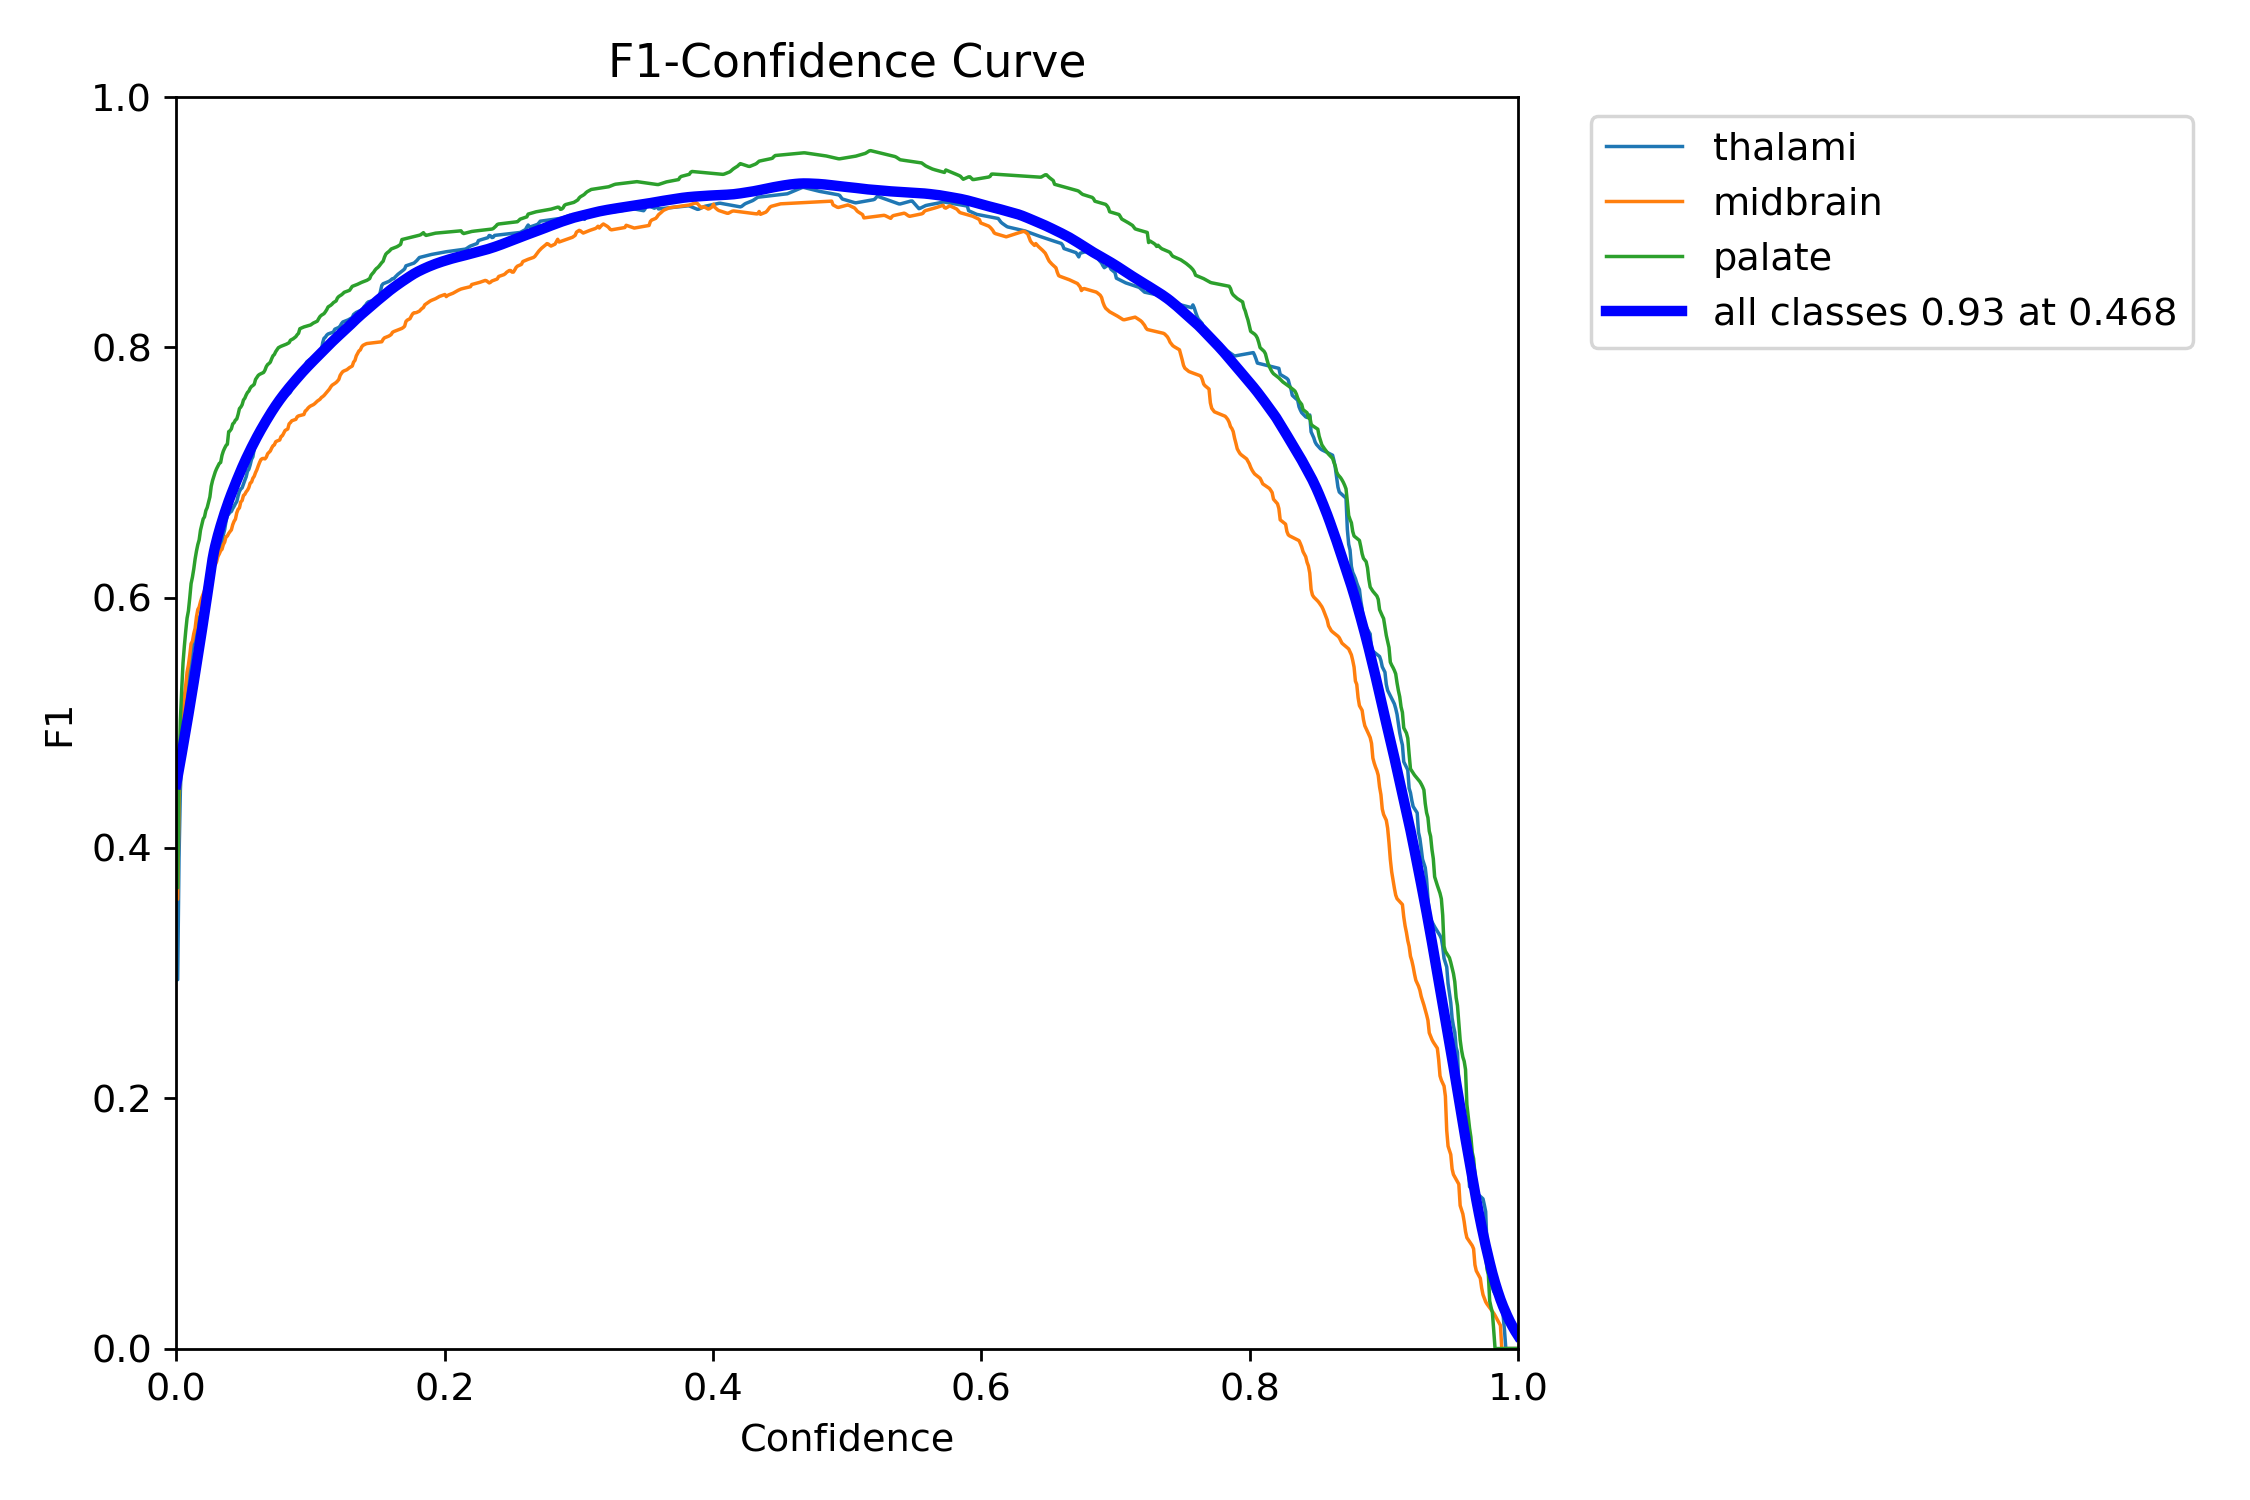 F1-Confidence Curve
1.0
0.8
0.6
0.4
0.2
0.0
F1
0.0 0.2 0.4 0.6 0.8 1.0
Confidence
thalami
midbrain
palate
all classes 0.93 at 0.468